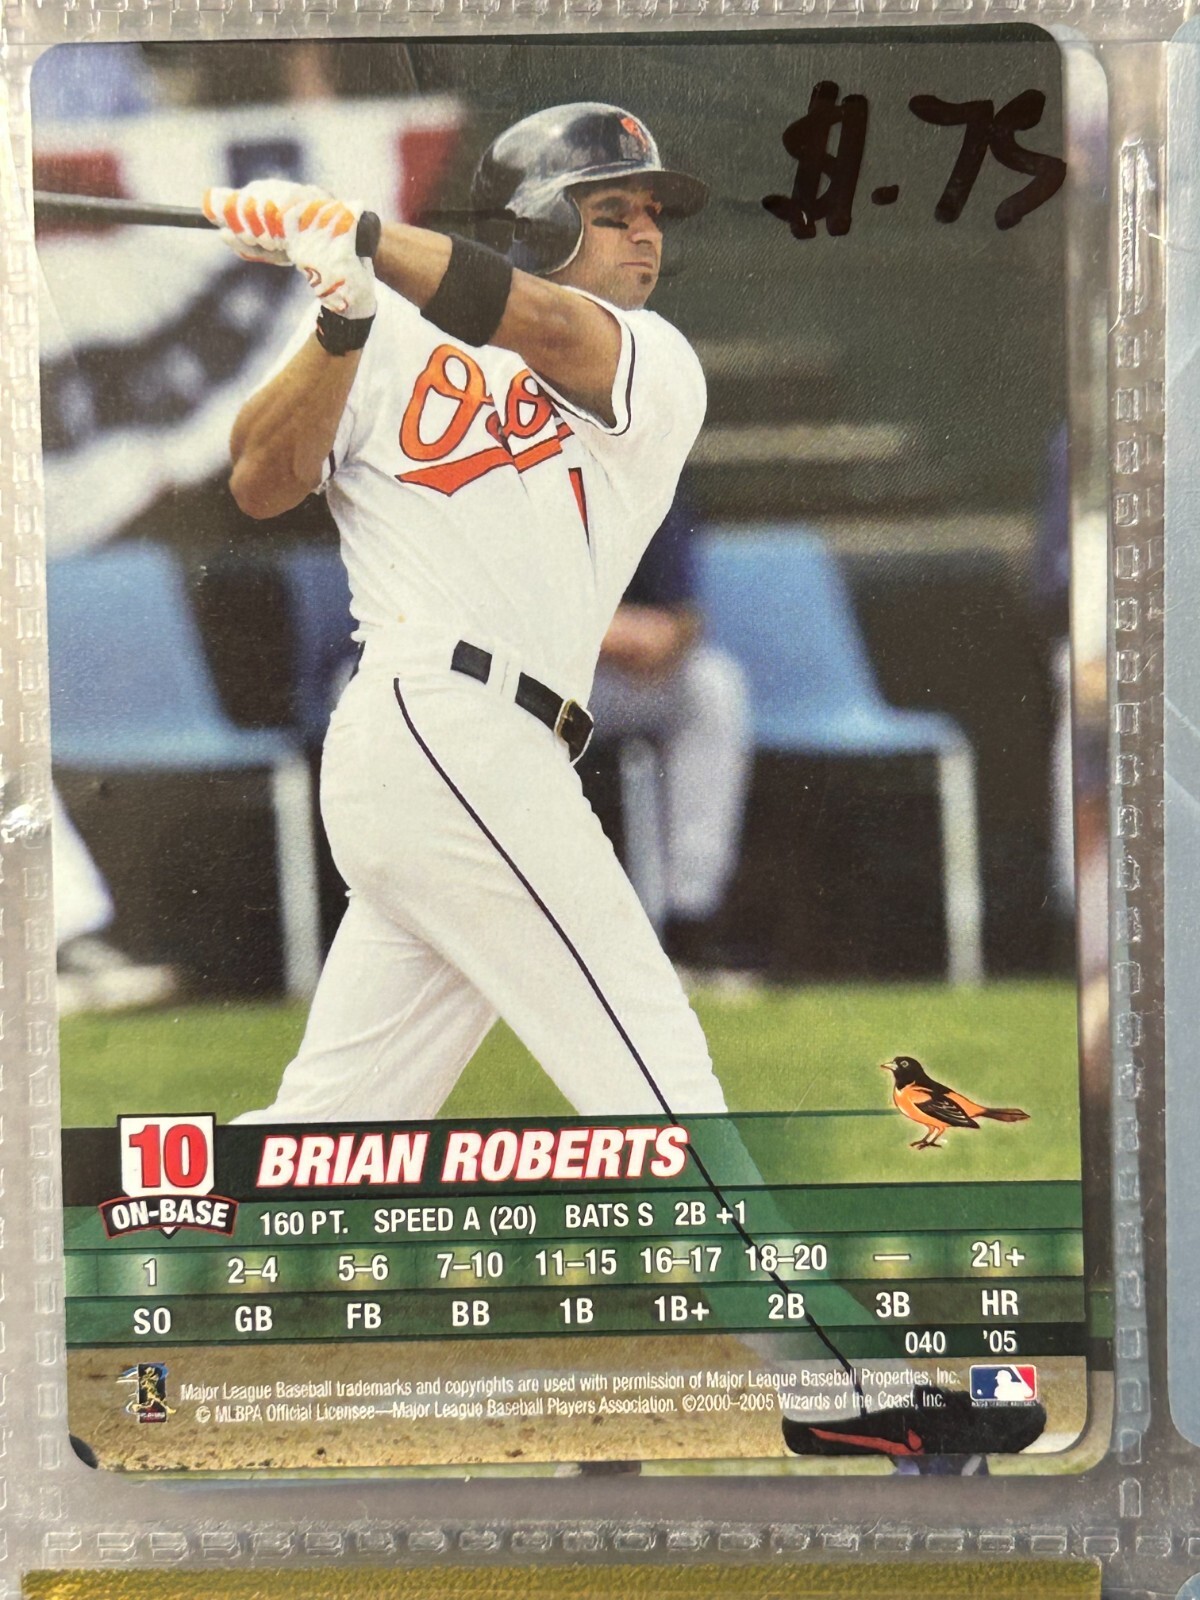 $.75
Orio
1
10
ON-BASE
BRIAN ROBERTS
160 PT. SPEED A (20) BATS S 2B +1
1 2–4 5–6 7–10 11–15 16–17 18–20 — 21+
SO GB FB BB 1B 1B+ 2B 3B HR
040 '05
Major League Baseball trademarks and copyrights are used with permission of Major League Baseball Properties, Inc.
© MLBPA Official Licensee—Major League Baseball Players Association. ©2000–2005 Wizards of the Coast, Inc.